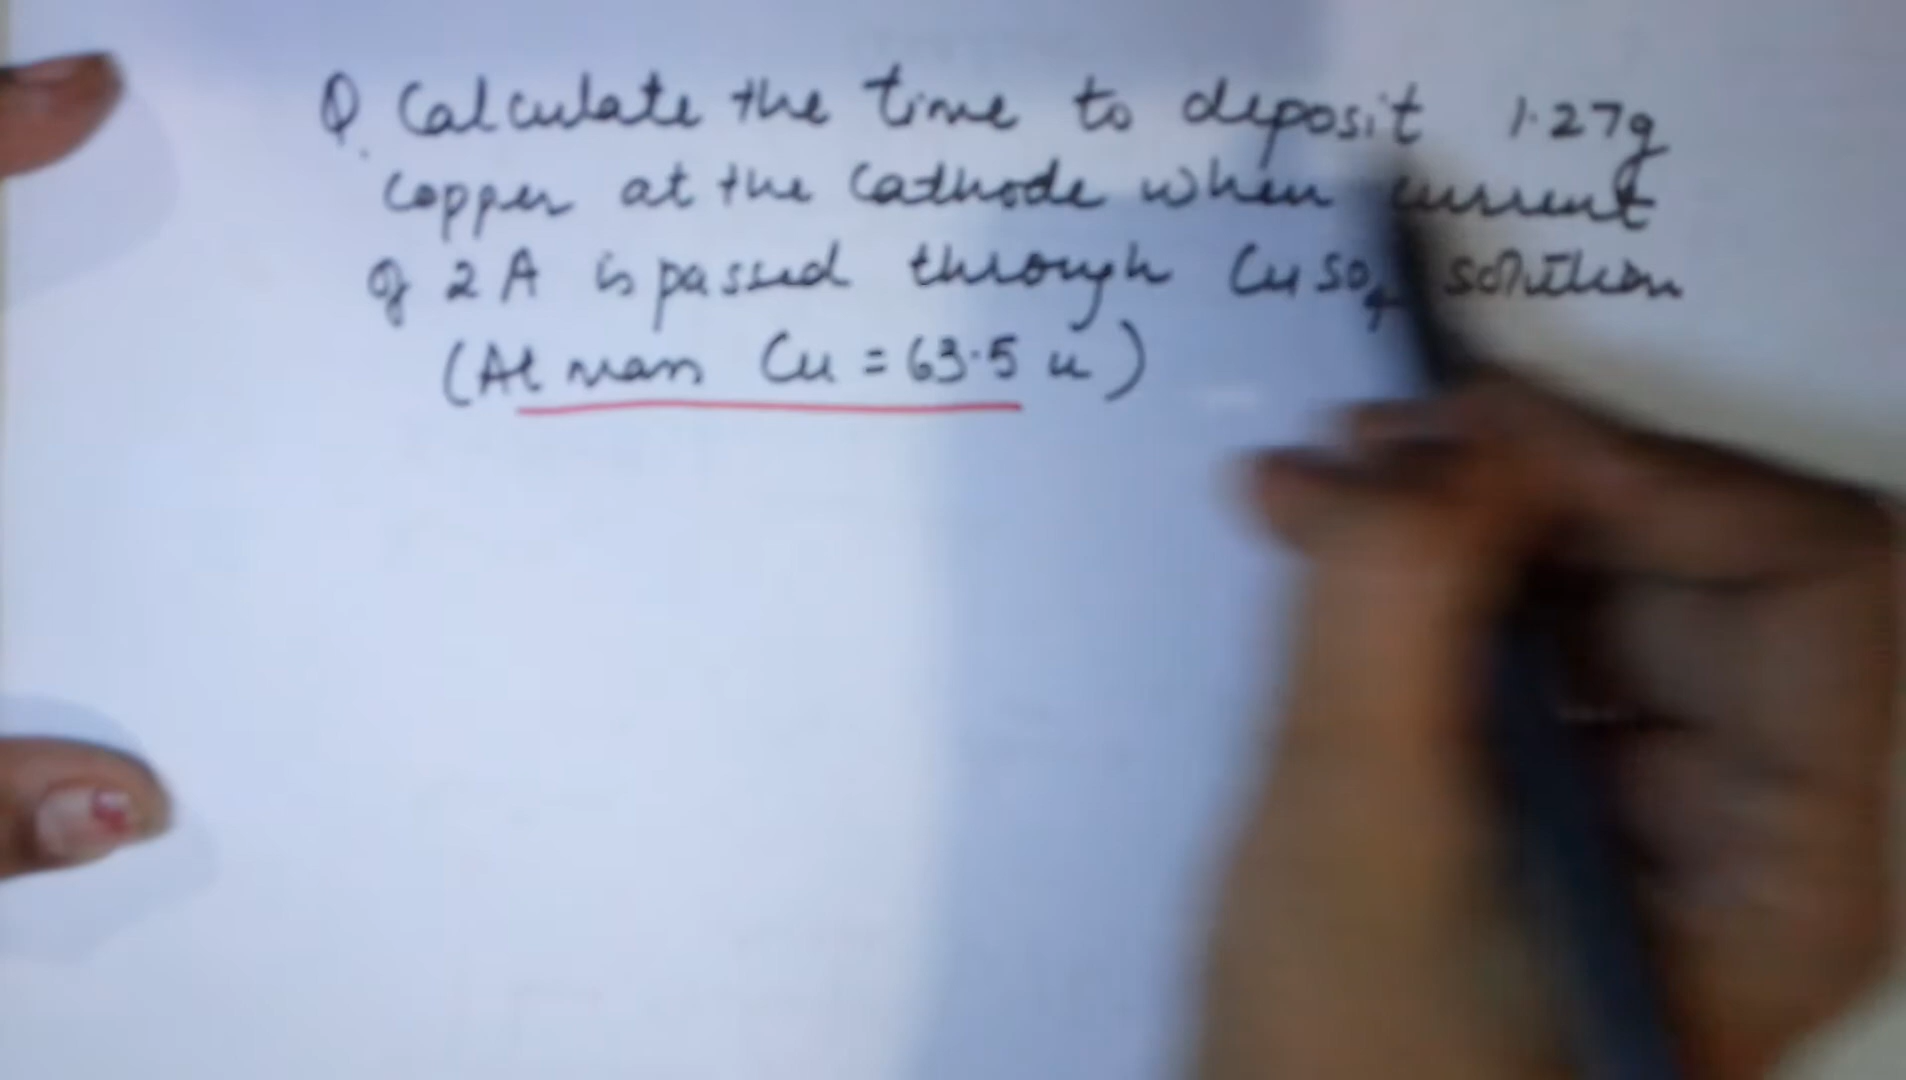 Q. Calculate the time to deposit 1.27g
copper at the cathode when current
of 2 A is passed through CuSO4 solution
(At mass Cu = 63.5 u)